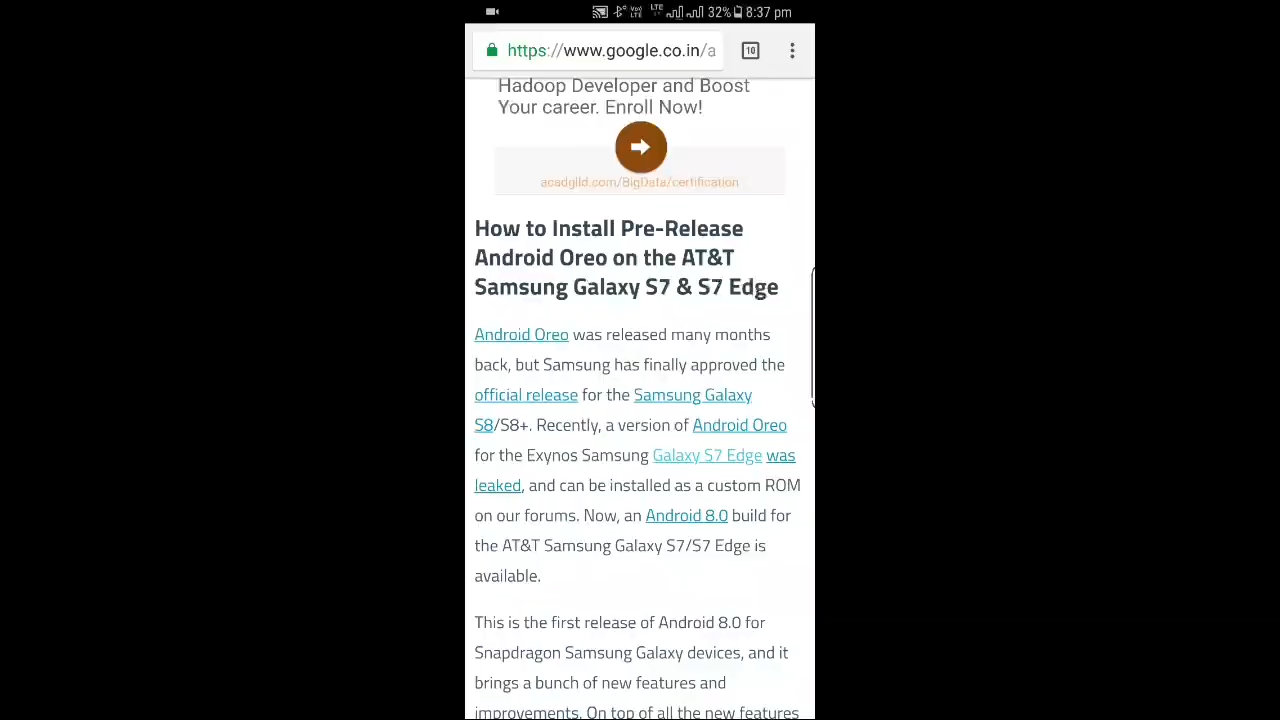 32% 8:37 pm
https://www.google.co.in/a 10
Hadoop Developer and Boost
Your career. Enroll Now!
acadgild.com/BigData/certification
How to Install Pre-Release
Android Oreo on the AT&T
Samsung Galaxy S7 & S7 Edge
Android Oreo was released many months
back, but Samsung has finally approved the
official release for the Samsung Galaxy
S8/S8+. Recently, a version of Android Oreo
for the Exynos Samsung Galaxy S7 Edge was
leaked, and can be installed as a custom ROM
on our forums. Now, an Android 8.0 build for
the AT&T Samsung Galaxy S7/S7 Edge is
available.
This is the first release of Android 8.0 for
Snapdragon Samsung Galaxy devices, and it
brings a bunch of new features and
improvements. On top of all the new features